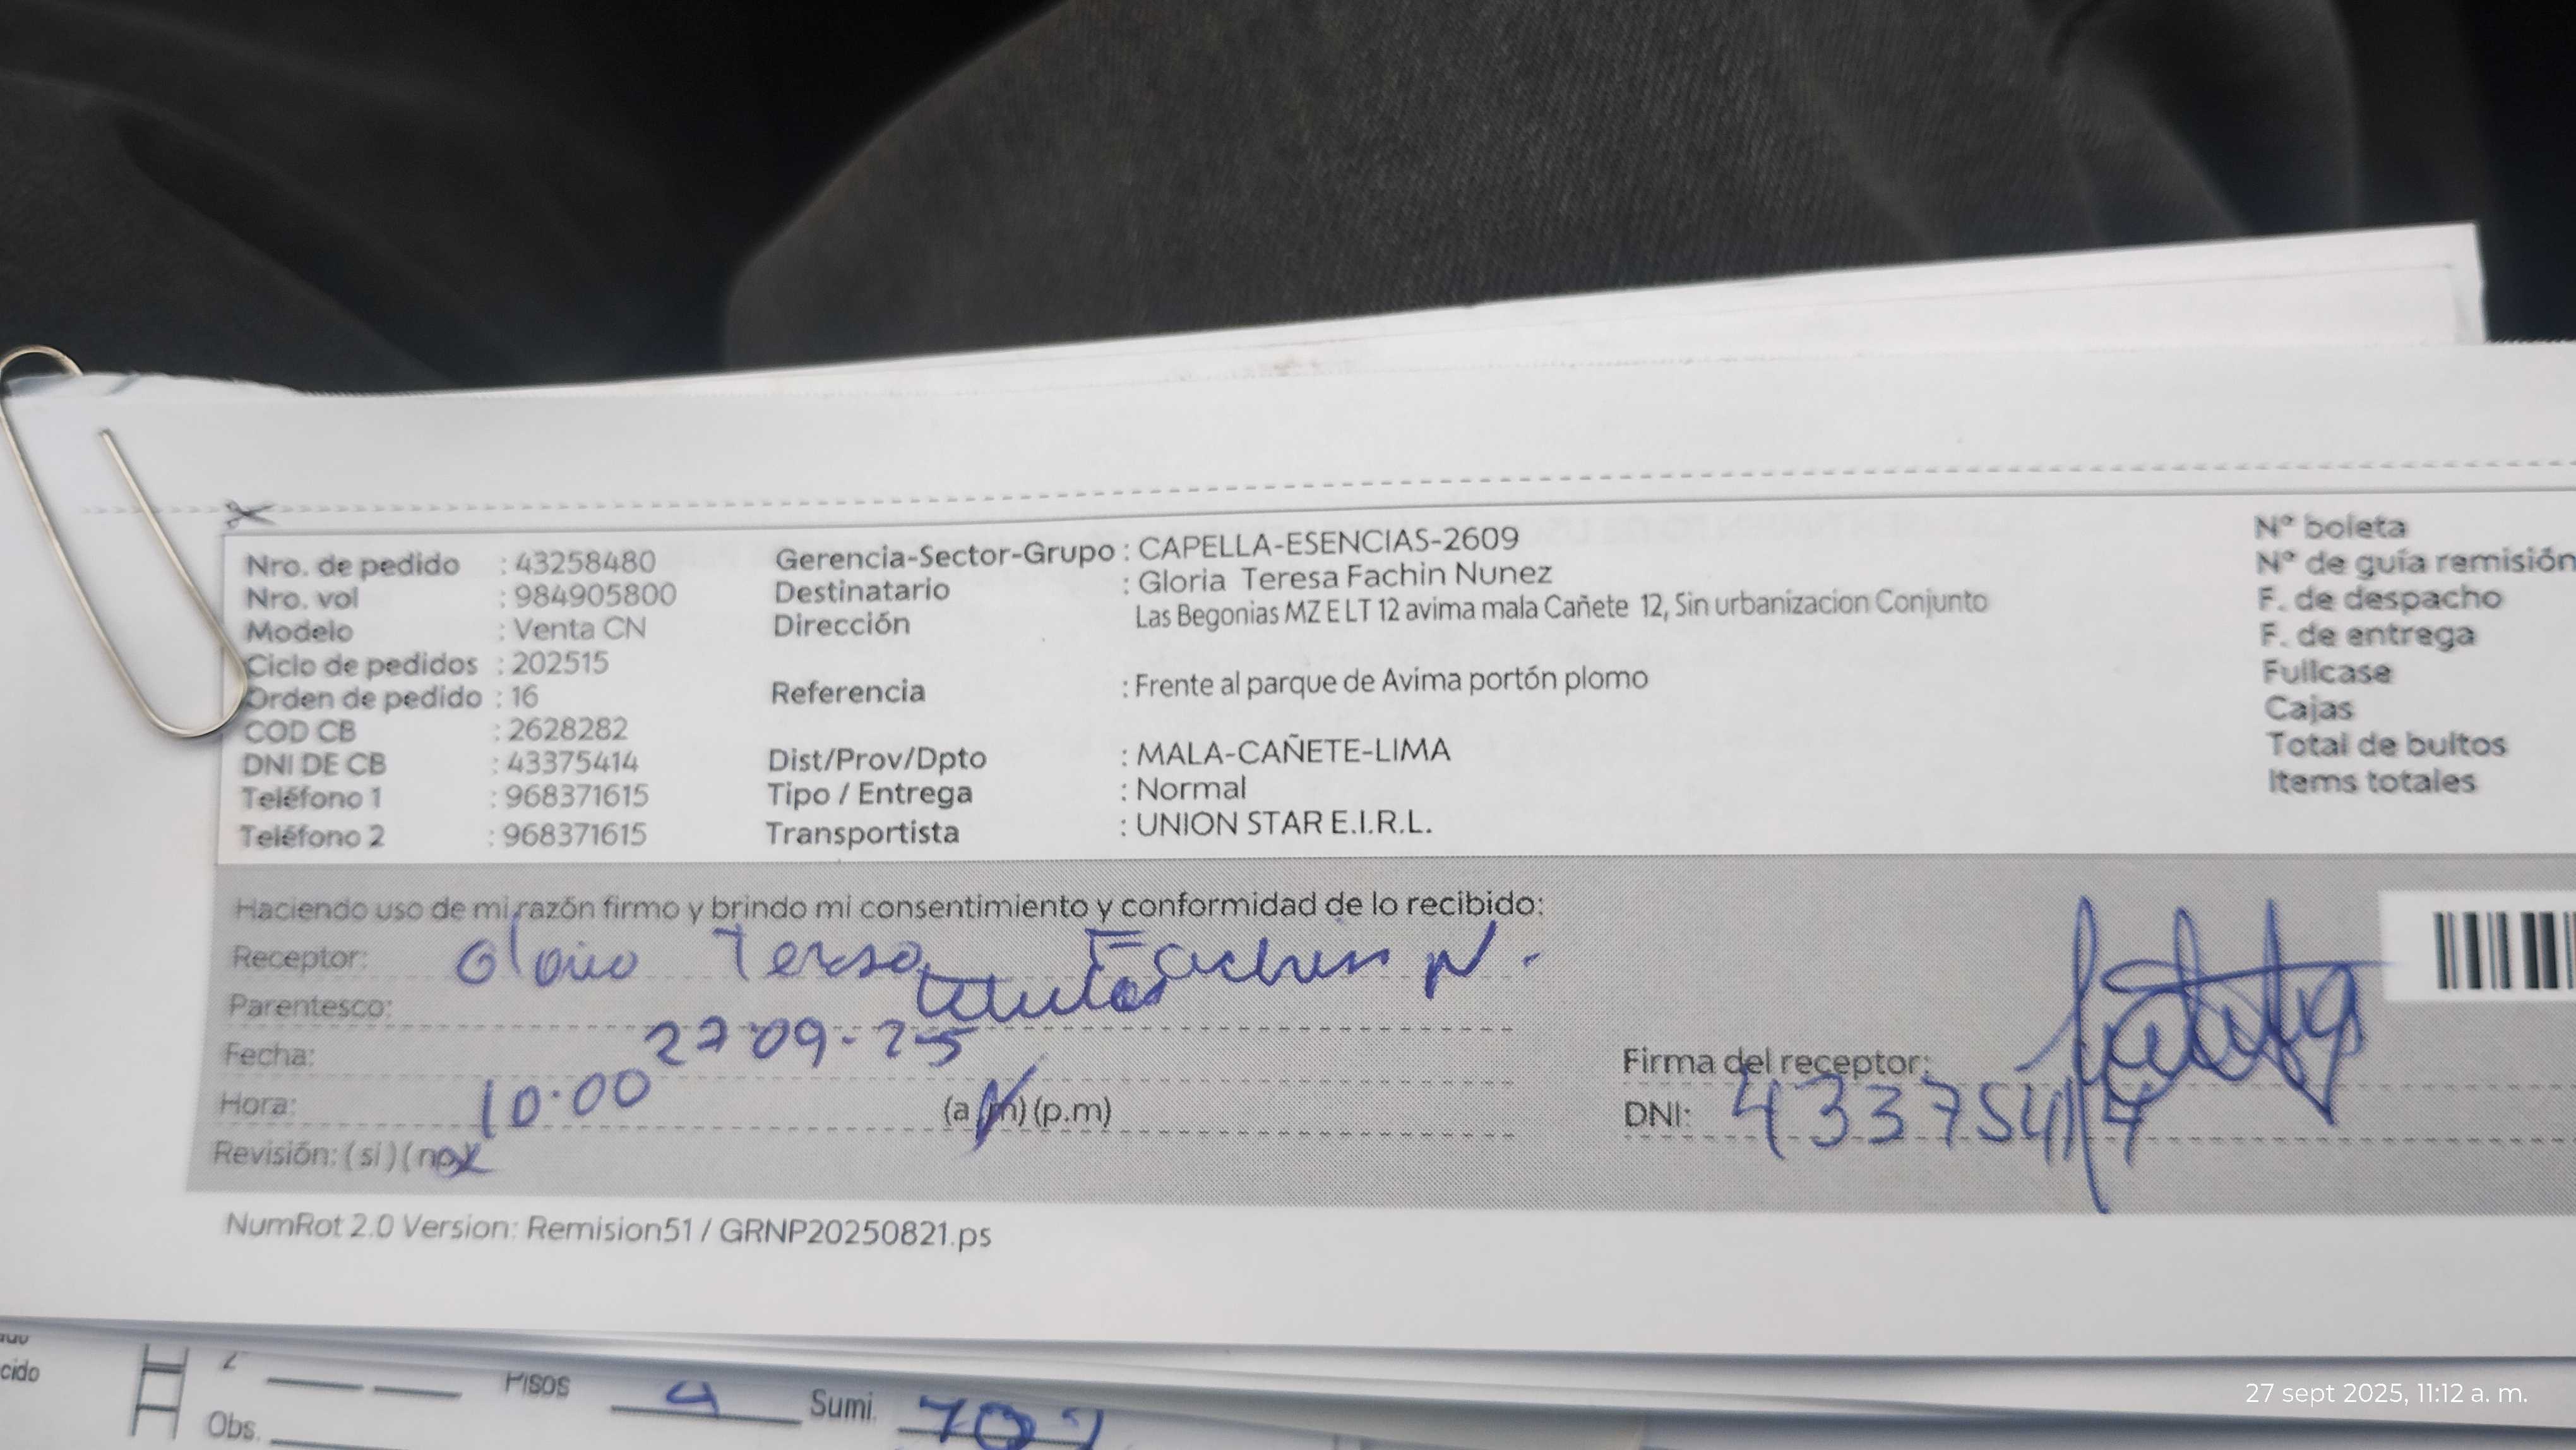 Nro. de pedido : 43258480
Nro. vol : 984905800
Modelo : Venta CN
Ciclo de pedidos : 202515
Orden de pedido : 16
COD CB : 2628282
DNI DE CB : 43375414
Teléfono 1 : 968371615
Teléfono 2 : 968371615
Gerencia-Sector-Grupo : CAPELLA-ESENCIAS-2609
Destinatario : Gloria Teresa Fachin Nunez
Dirección Las Begonias MZ E LT 12 avima mala Cañete 12, Sin urbanizacion Conjunto
Referencia : Frente al parque de Avima portón plomo
Dist/Prov/Dpto : MALA-CAÑETE-LIMA
Tipo / Entrega : Normal
Transportista : UNION STAR E.I.R.L.
Nº boleta
Nº de guía remisión
F. de despacho
F. de entrega
Fullcase
Cajas
Total de bultos
Items totales
Haciendo uso de mi razón firmo y brindo mi consentimiento y conformidad de lo recibido:
Receptor: Gloria Teresa Fachin N.
Parentesco: titular
Fecha: 27-09-25
Hora: 10:00 (a.m) (p.m)
Revisión: (si) (no)
Firma del receptor:
DNI: 43375414
NumRot 2.0 Version: Remision51 / GRNP20250821.ps
cido
Pisos 4 Sumi.
Obs.
27 sept 2025, 11:12 a. m.